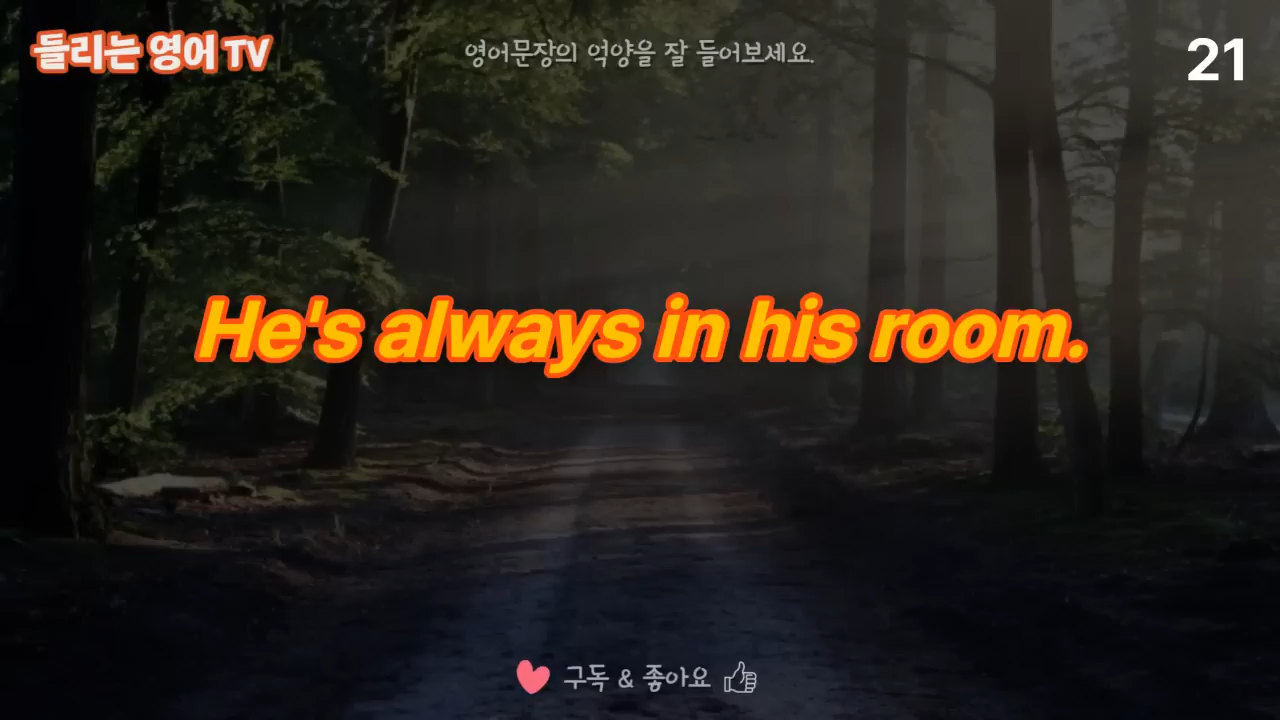 들리는 영어 TV
영어문장의 억양을 잘 들어보세요.
21
He's always in his room.
구독 & 좋아요